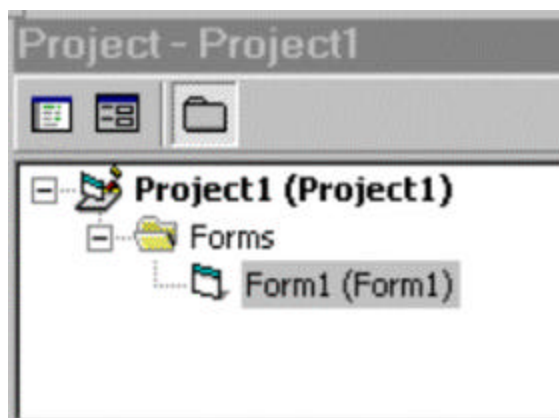 Project - Project1
Project1 (Project1)
Forms
Form1 (Form1)